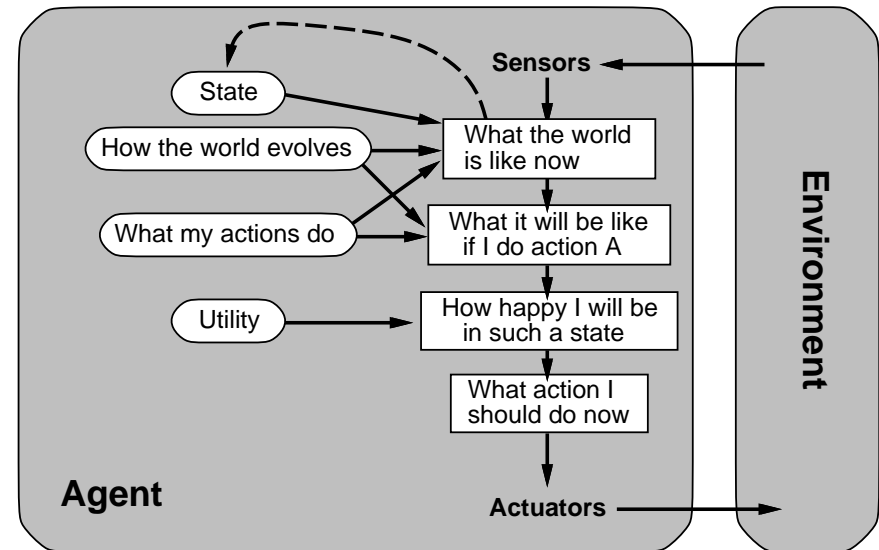 Sensors
State
What the world
is like now
How the world evolves
What my actions do
What it will be like
if I do action A
Utility
How happy I will be
in such a state
What action I
should do now
Agent
Actuators
Environment